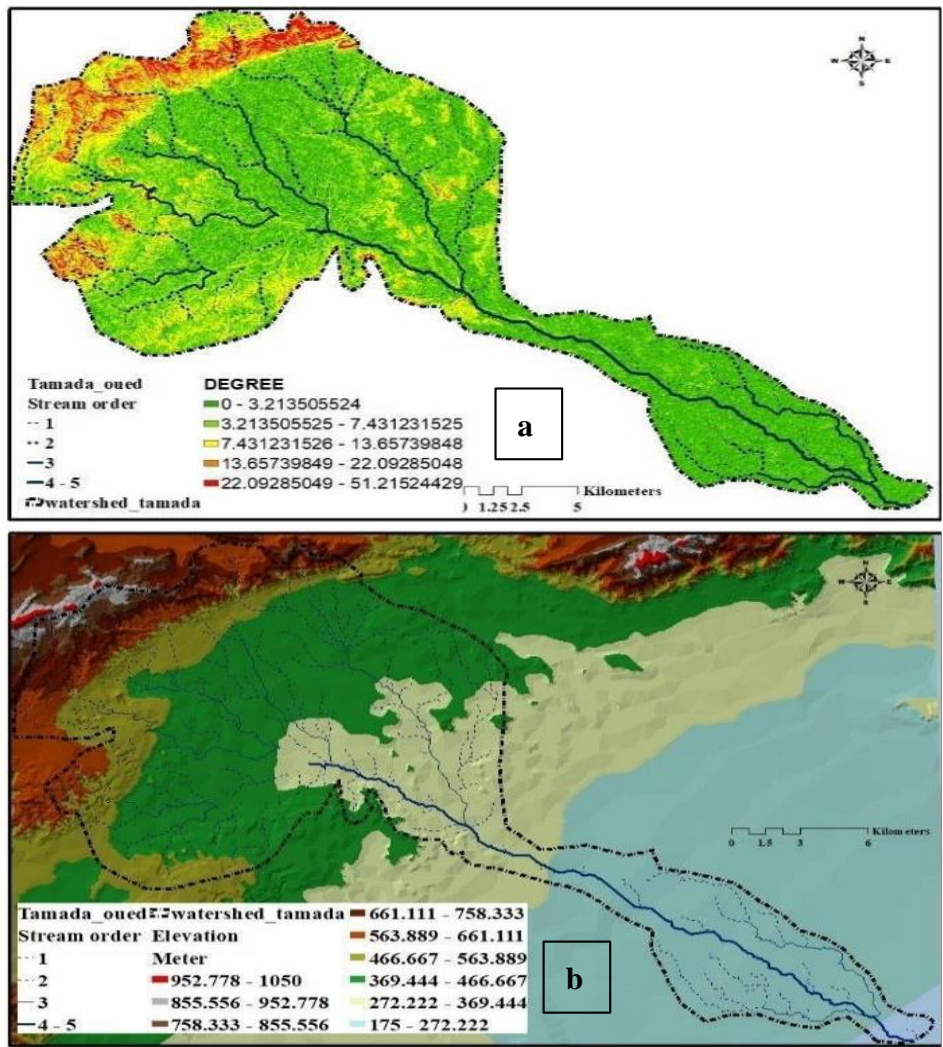 N
W E
S
Tamada_oued
Stream order
1
2
3
4 - 5
watershed_tamada
DEGREE
0 - 3.213505524
3.213505525 - 7.431231525
7.431231526 - 13.65739848
13.65739849 - 22.09285048
22.09285049 - 51.21524429
a
Kilometers
0 1.25 2.5 5
N
W E
S
Kilometers
0 1.5 3 6
Tamada_oued
Stream order
1
2
3
4 - 5
watershed_tamada
Elevation
Meter
952.778 - 1050
855.556 - 952.778
758.333 - 855.556
661.111 - 758.333
563.889 - 661.111
466.667 - 563.889
369.444 - 466.667
272.222 - 369.444
175 - 272.222
b